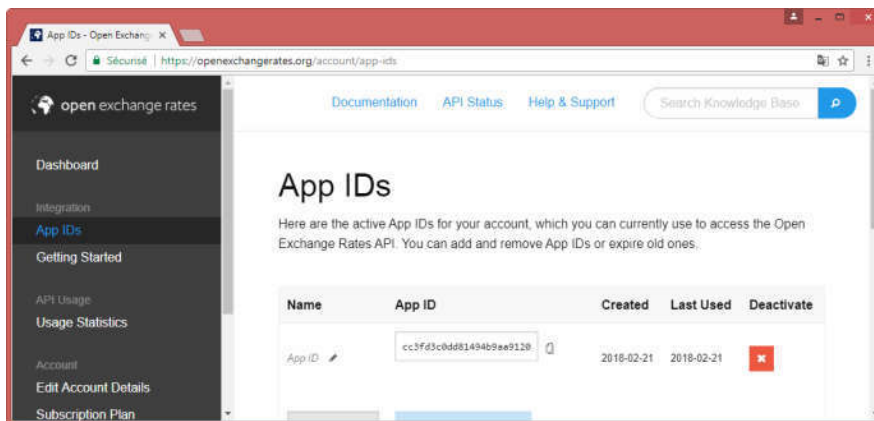 App IDs - Open Exchang
Sécurisé | https://openexchangerates.org/account/app-ids
open exchange rates
Documentation API Status Help & Support Search Knowledge Base
Dashboard
App IDs
Integration
Here are the active App IDs for your account, which you can currently use to access the Open
App IDs
Exchange Rates API. You can add and remove App IDs or expire old ones.
Getting Started
API Usage
Name App ID Created Last Used Deactivate
Usage Statistics
App ID cc3fd3c0dd81494b9aa9120 2018-02-21 2018-02-21
Account
Edit Account Details
Subscription Plan